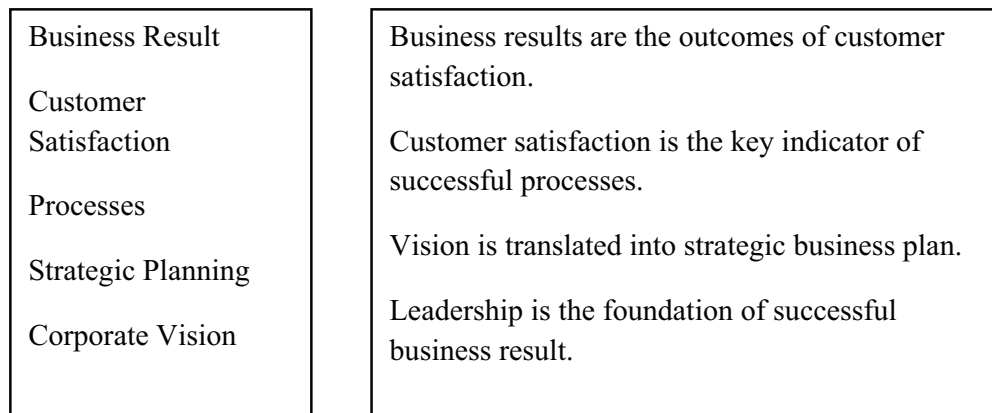 Business Result
Customer
Satisfaction
Processes
Strategic Planning
Corporate Vision
Business results are the outcomes of customer
satisfaction.
Customer satisfaction is the key indicator of
successful processes.
Vision is translated into strategic business plan.
Leadership is the foundation of successful
business result.